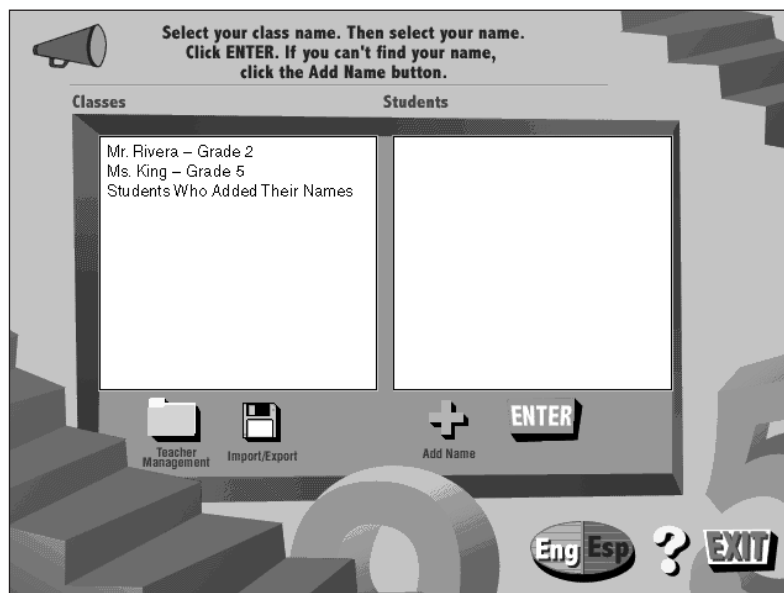 Select your class name. Then select your name.
Click ENTER. If you can't find your name,
click the Add Name button.
Classes
Students
Mr. Rivera – Grade 2
Ms. King – Grade 5
Students Who Added Their Names
Teacher
Management
Import/Export
Add Name
ENTER
Eng Esp
?
EXIT